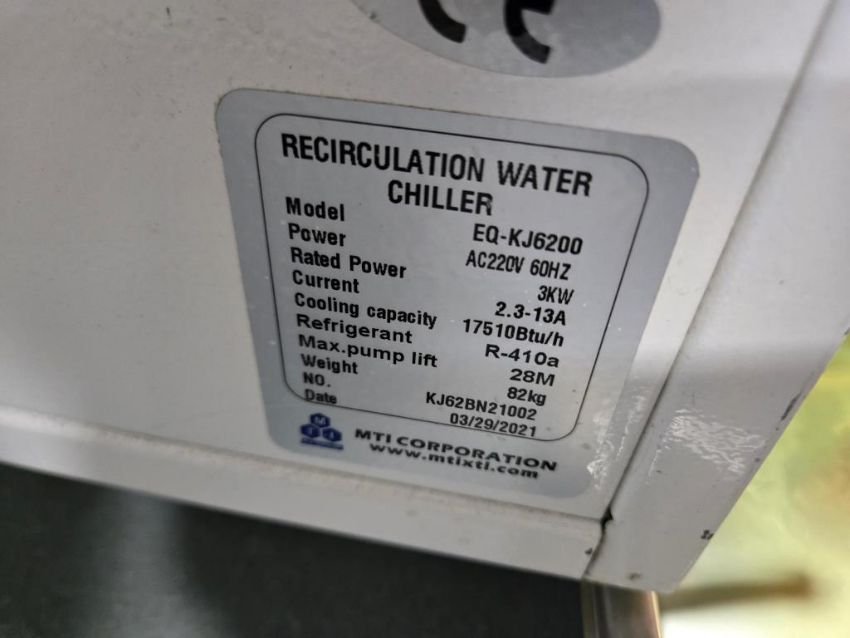 CE
RECIRCULATION WATER
CHILLER
Model EQ-KJ6200
Power AC220V 60HZ
Rated Power 3KW
Current 2.3-13A
Cooling capacity 17510Btu/h
Refrigerant R-410a
Max.pump lift 28M
Weight 82kg
NO. KJ62BN21002
Date 03/29/2021
MTI
MTI CORPORATION
www.mtixtl.com